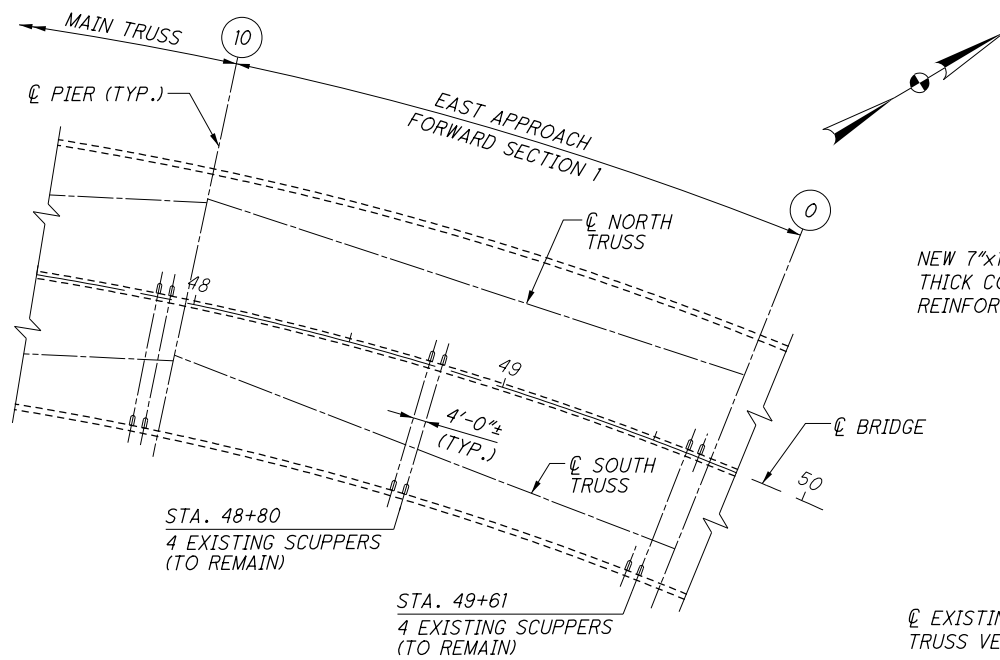 MAIN TRUSS
10
℄ PIER (TYP.)
EAST APPROACH
FORWARD SECTION 1
0
℄ NORTH
TRUSS
NEW 7"x
THICK CO
REINFOR
48
49
4'-0"±
(TYP.)
℄ BRIDGE
50
℄ SOUTH
TRUSS
STA. 48+80
4 EXISTING SCUPPERS
(TO REMAIN)
STA. 49+61
4 EXISTING SCUPPERS
(TO REMAIN)
℄ EXISTIN
TRUSS VE